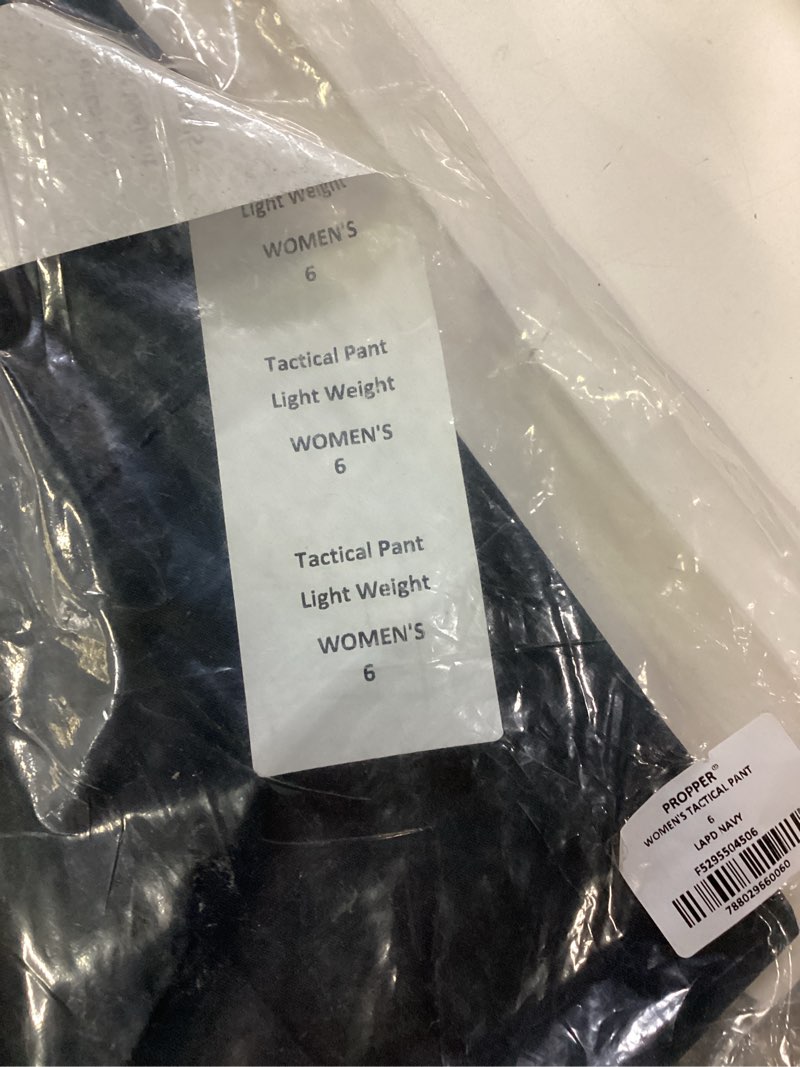 Light Weight
WOMEN'S
6
Tactical Pant
Light Weight
WOMEN'S
6
Tactical Pant
Light Weight
WOMEN'S
6
PROPPER®
WOMEN'S TACTICAL PANT
6
LAPD NAVY
F5295504506
788029660060